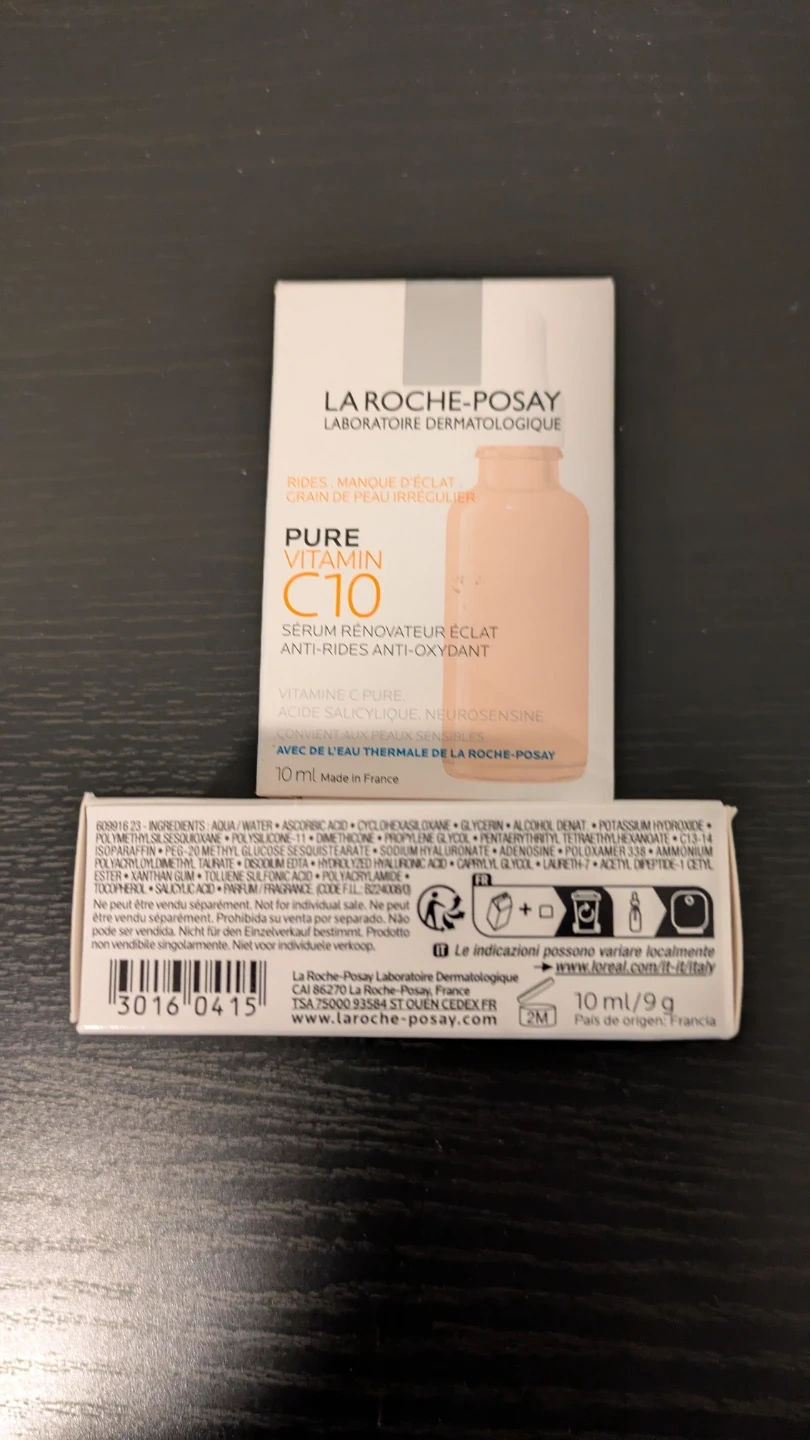 LA ROCHE-POSAY
LABORATOIRE DERMATOLOGIQUE
RIDES . MANQUE D'ÉCLAT
GRAIN DE PEAU IRRÉGULIER
PURE
VITAMIN
C10
SÉRUM RÉNOVATEUR ÉCLAT
ANTI-RIDES ANTI-OXYDANT
VITAMINE C PURE,
ACIDE SALICYLIQUE, NEUROSENSINE
CONVIENT AUX PEAUX SENSIBLES
AVEC DE L'EAU THERMALE DE LA ROCHE-POSAY
10 ml Made in France
609916 23 - INGREDIENTS : AQUA / WATER • ASCORBIC ACID • CYCLOHEXASILOXANE • GLYCERIN • ALCOHOL DENAT. • POTASSIUM HYDROXIDE •
POLYMETHYLSILSESQUIOXANE • POLYSILICONE-11 • DIMETHICONE • PROPYLENE GLYCOL • PENTAERYTHRITYL TETRAETHYLHEXANOATE • C13-14
ISOPARAFFIN • PEG-20 METHYL GLUCOSE SESQUISTEARATE • SODIUM HYALURONATE • ADENOSINE • POLOXAMER 338 • AMMONIUM
POLYACRYLOYLDIMETHYL TAURATE • DISODIUM EDTA • HYDROLYZED HYALURONIC ACID • CAPRYLYL GLYCOL • LAURETH-7 • ACETYL DIPEPTIDE-1 CETYL
ESTER • XANTHAN GUM • TOLUENE SULFONIC ACID • POLYACRYLAMIDE •
TOCOPHEROL • SALICYLIC ACID • PARFUM / FRAGRANCE. (CODE F.I.L.: B224008/1)
Ne peut être vendu séparément. Not for individual sale. Ne peut
être vendu séparément. Prohibida su venta por separado. Não
pode ser vendida. Nicht für den Einzelverkauf bestimmt. Prodotto
non vendibile singolarmente. Niet voor individuele verkoop.
FR
IT Le indicazioni possono variare localmente
www.loreal.com/it-it/italy
3016 0415
La Roche-Posay Laboratoire Dermatologique
CAI 86270 La Roche-Posay, France
TSA 75000 93584 ST OUEN CEDEX FR
www.laroche-posay.com
2M
10 ml/9 g
País de origen: Francia